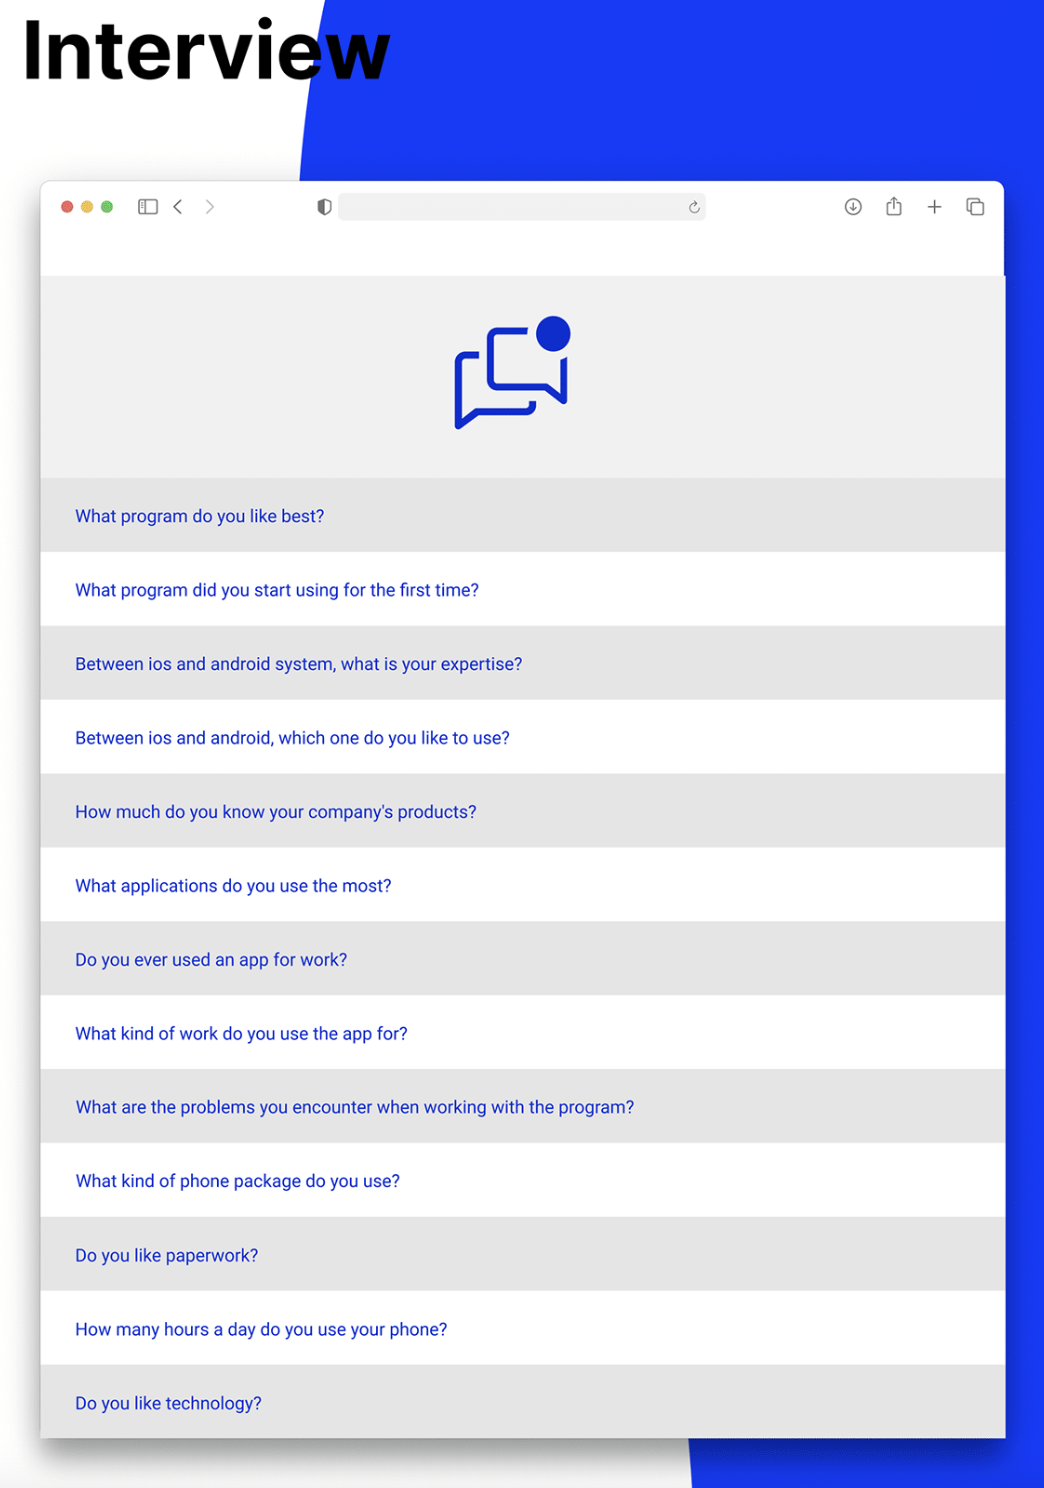 Interview
What program do you like best?
What program did you start using for the first time?
Between ios and android system, what is your expertise?
Between ios and android, which one do you like to use?
How much do you know your company's products?
What applications do you use the most?
Do you ever used an app for work?
What kind of work do you use the app for?
What are the problems you encounter when working with the program?
What kind of phone package do you use?
Do you like paperwork?
How many hours a day do you use your phone?
Do you like technology?